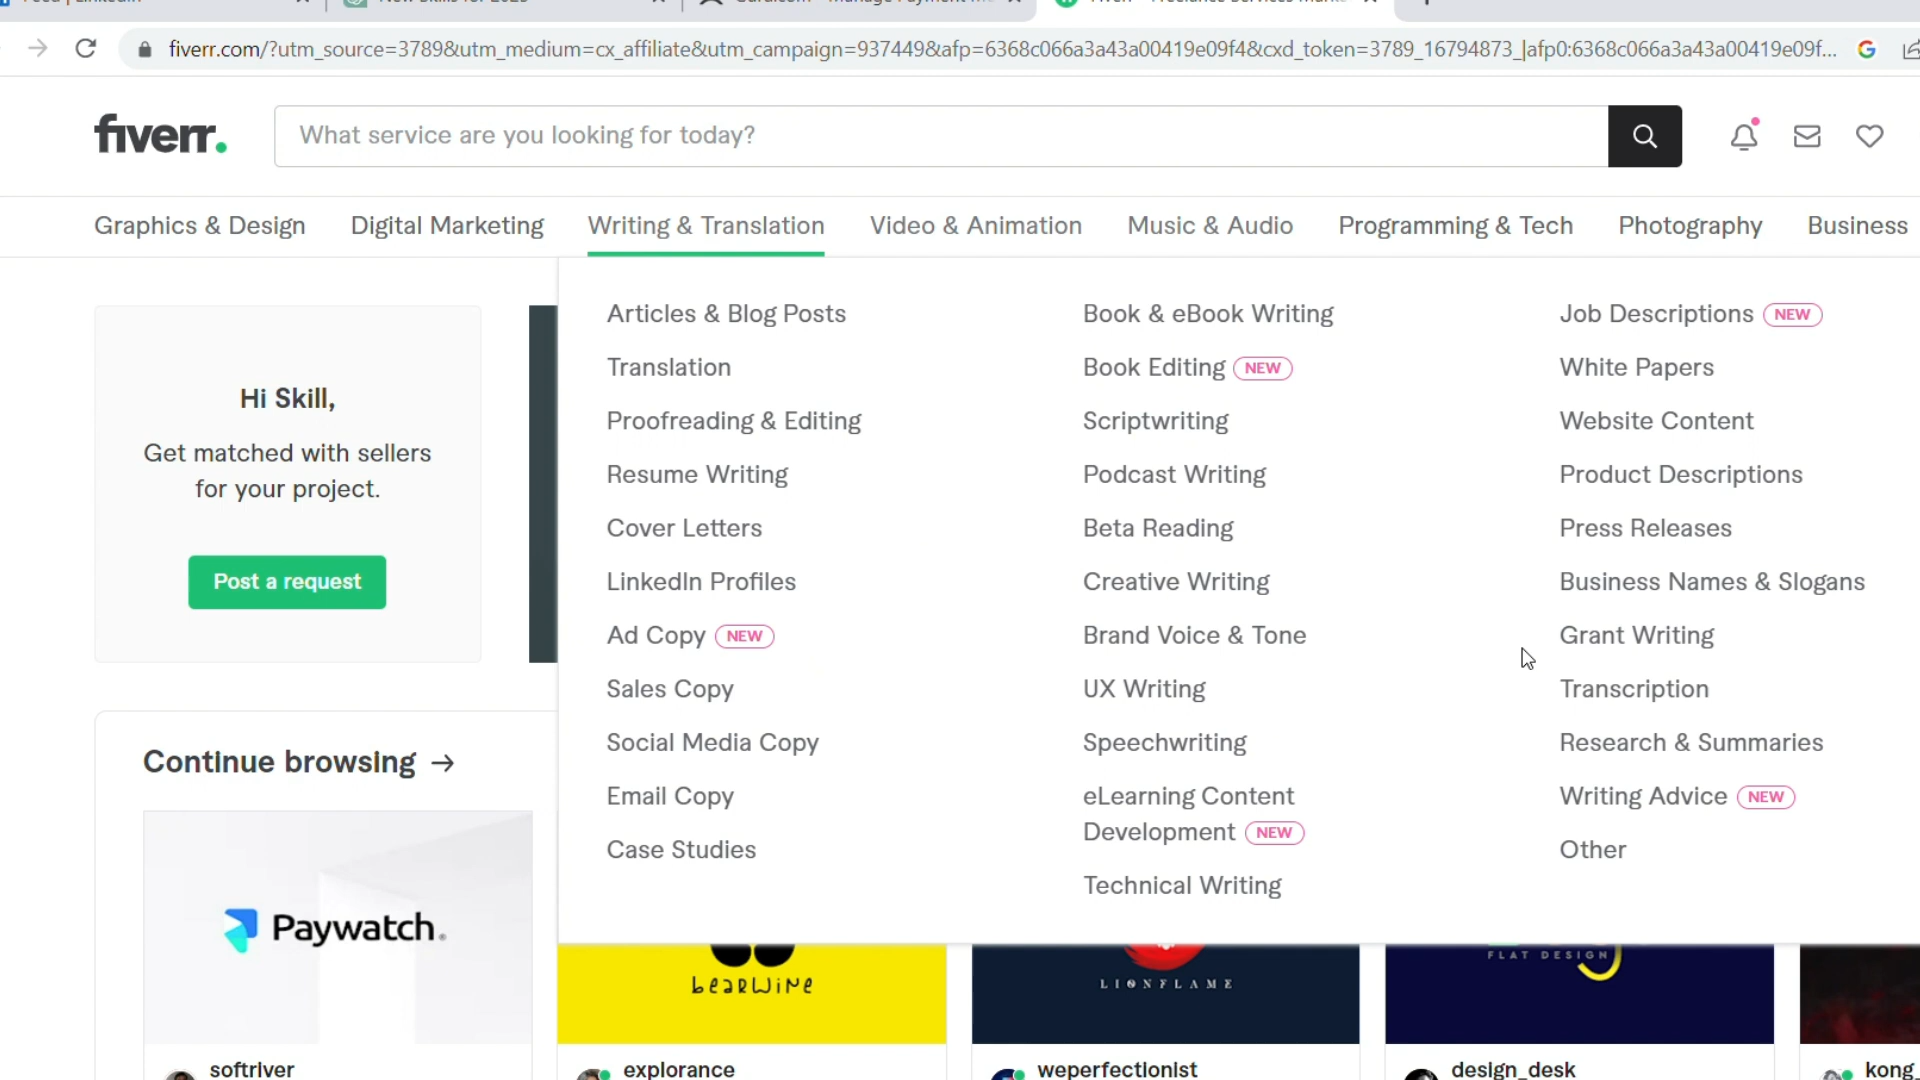 fiverr.com/?utm_source=3789&utm_medium=cx_affiliate&utm_campaign=937449&afp=6368c066a3a43a00419e09f4&cxd_token=3789_16794873_|afp0:6368c066a3a43a00419e09f...
fiverr.
What service are you looking for today?
Graphics & Design
Digital Marketing
Writing & Translation
Video & Animation
Music & Audio
Programming & Tech
Photography
Business
Hi Skill,
Get matched with sellers
for your project.
Post a request
Articles & Blog Posts
Translation
Proofreading & Editing
Resume Writing
Cover Letters
LinkedIn Profiles
Ad Copy NEW
Sales Copy
Social Media Copy
Email Copy
Case Studies
Book & eBook Writing
Book Editing NEW
Scriptwriting
Podcast Writing
Beta Reading
Creative Writing
Brand Voice & Tone
UX Writing
Speechwriting
eLearning Content
Development NEW
Technical Writing
Job Descriptions NEW
White Papers
Website Content
Product Descriptions
Press Releases
Business Names & Slogans
Grant Writing
Transcription
Research & Summaries
Writing Advice NEW
Other
Continue browsing →
Paywatch.
bearwine
LIONFLAME
FLAT DESIGN
softriver
explorance
weperfectionist
design_desk
kong_